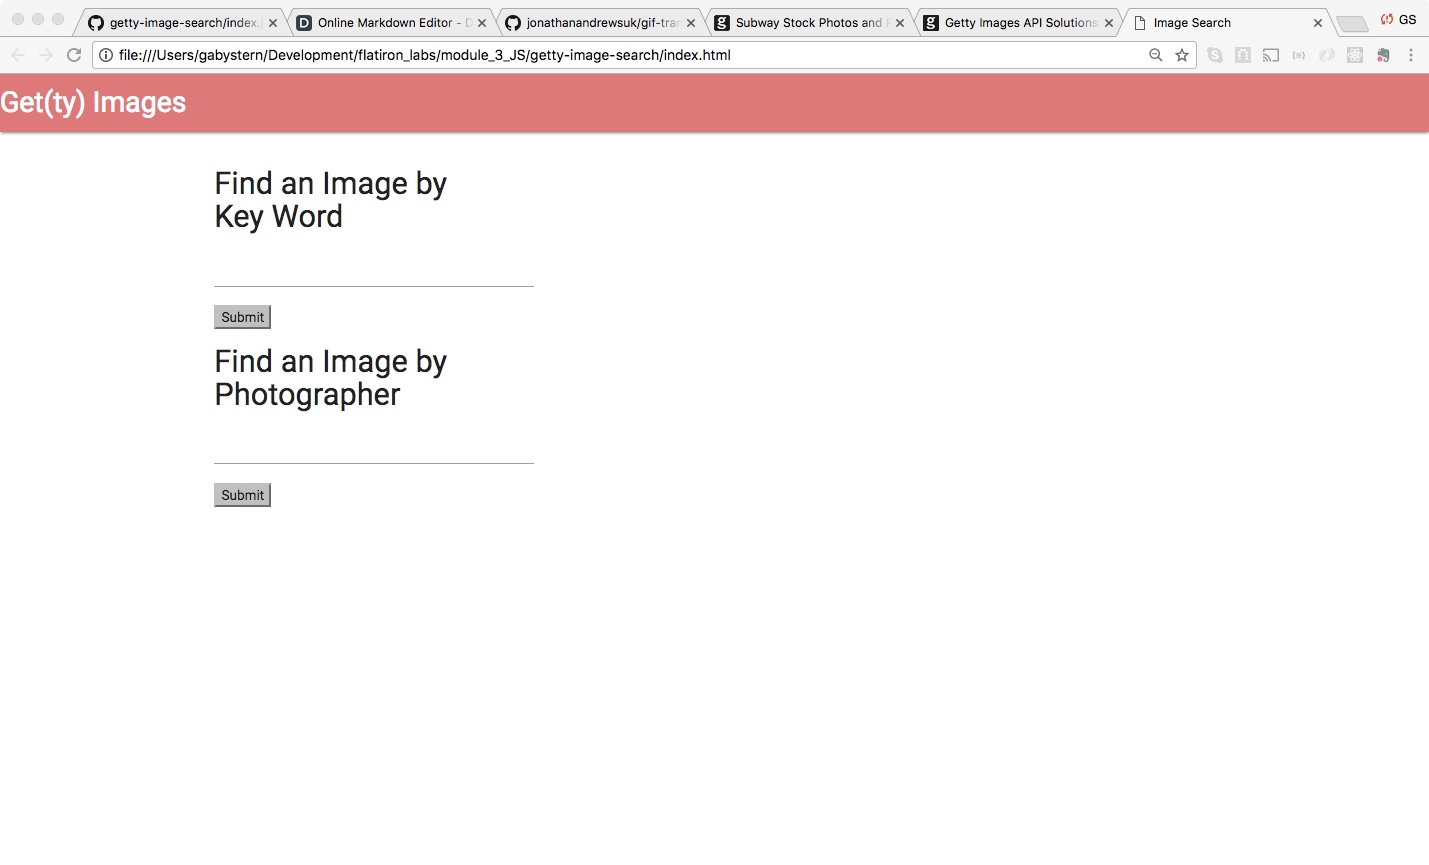 getty-image-search/index.j
Online Markdown Editor - D
jonathanandrewsuk/gif-tran
Subway Stock Photos and P
Getty Images API Solutions
Image Search
GS
file:///Users/gabystern/Development/flatiron_labs/module_3_JS/getty-image-search/index.html
Get(ty) Images
Find an Image by
Key Word
Submit
Find an Image by
Photographer
Submit